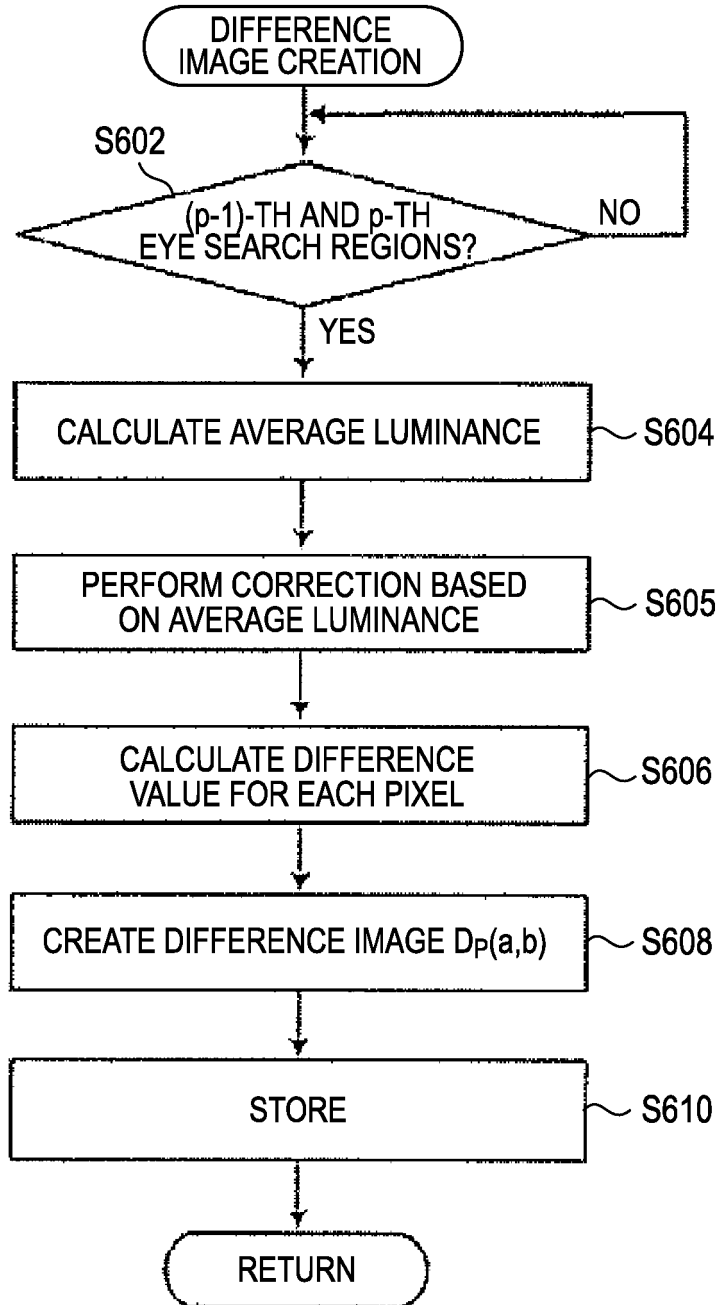 DIFFERENCE
IMAGE CREATION
S602
(p-1)-TH AND p-TH
EYE SEARCH REGIONS?
NO
YES
CALCULATE AVERAGE LUMINANCE
S604
PERFORM CORRECTION BASED
ON AVERAGE LUMINANCE
S605
CALCULATE DIFFERENCE
VALUE FOR EACH PIXEL
S606
CREATE DIFFERENCE IMAGE DP(a,b)
S608
STORE
S610
RETURN